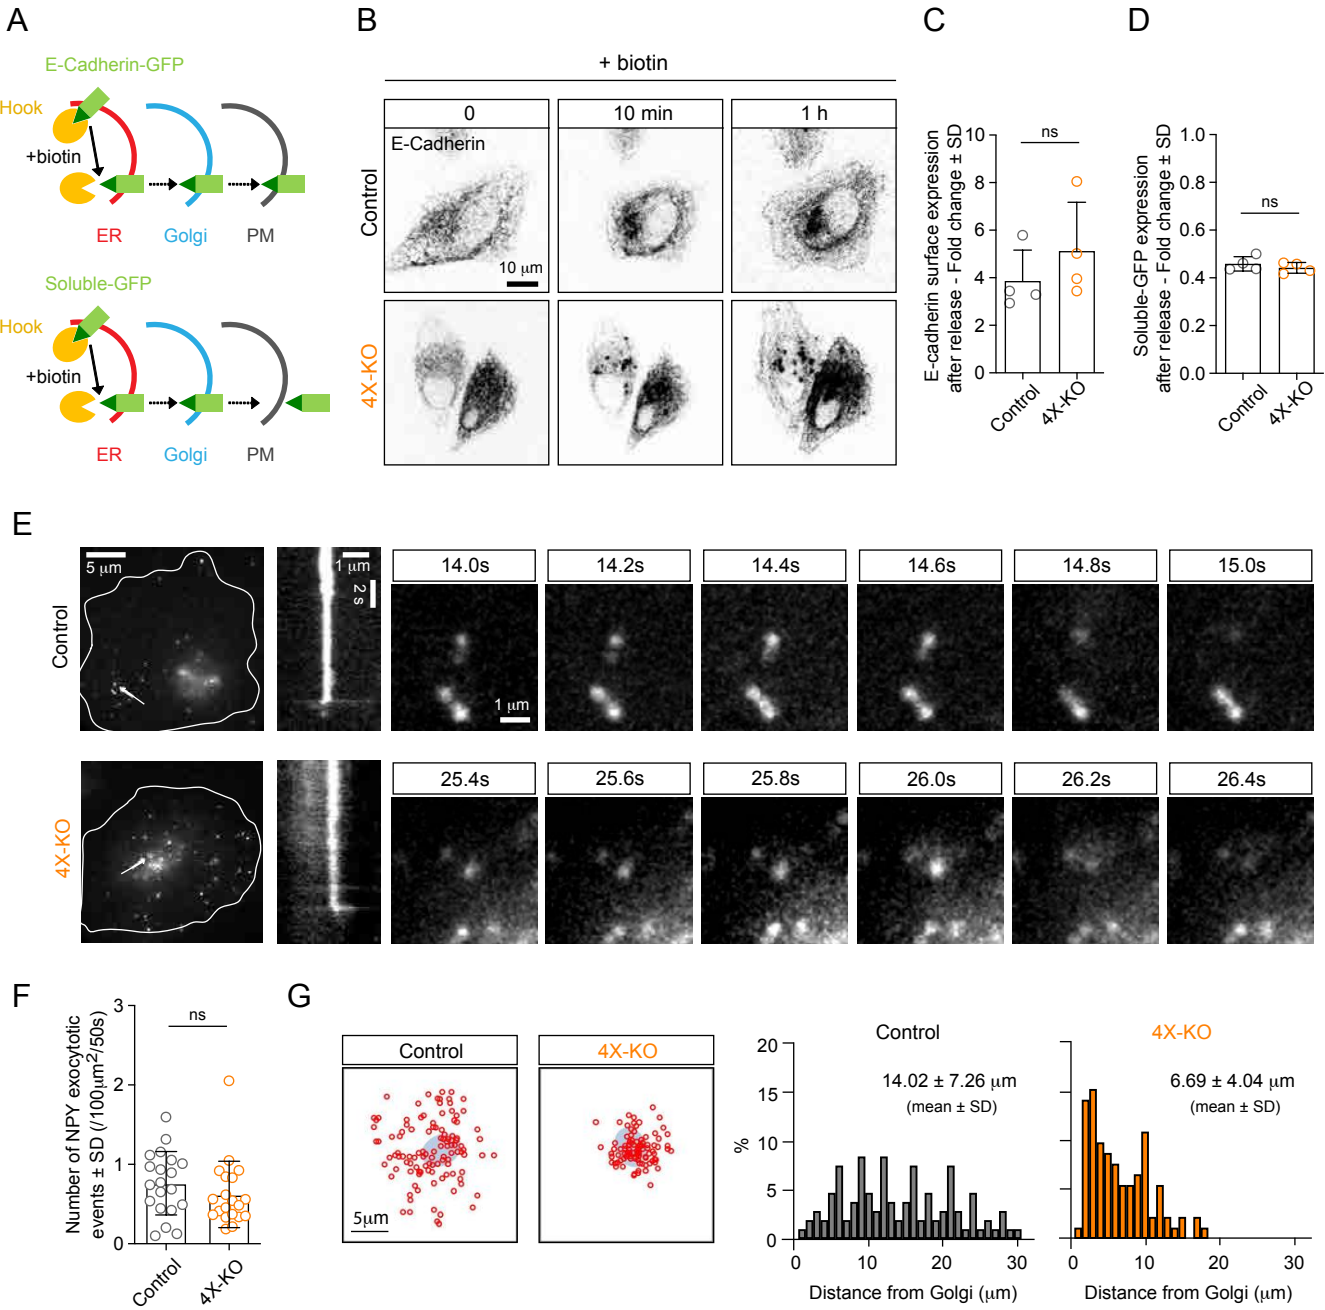 A
E-Cadherin-GFP
Hook
+biotin
ER Golgi PM
Soluble-GFP
Hook
+biotin
ER Golgi PM
B
+ biotin
0 10 min 1 h
E-Cadherin
Control
10 μm
4X-KO
C
E-cadherin surface expression
after release - Fold change ± SD
10
8
6
4
2
0
ns
Control 4X-KO
D
Soluble-GFP expression
after release - Fold change ± SD
1.0
0.8
0.6
0.4
0.2
0.0
ns
Control 4X-KO
E
Control
5 μm
1 μm
2 s
14.0s 14.2s 14.4s 14.6s 14.8s 15.0s
1 μm
4X-KO
25.4s 25.6s 25.8s 26.0s 26.2s 26.4s
F
Number of NPY exocytotic
events ± SD (/100μm²/50s)
3
2
1
0
ns
Control 4X-KO
G
Control 4X-KO
5μm
Control
14.02 ± 7.26 μm
(mean ± SD)
%
20
15
10
5
0
0 10 20 30
Distance from Golgi (μm)
4X-KO
6.69 ± 4.04 μm
(mean ± SD)
0 10 20 30
Distance from Golgi (μm)